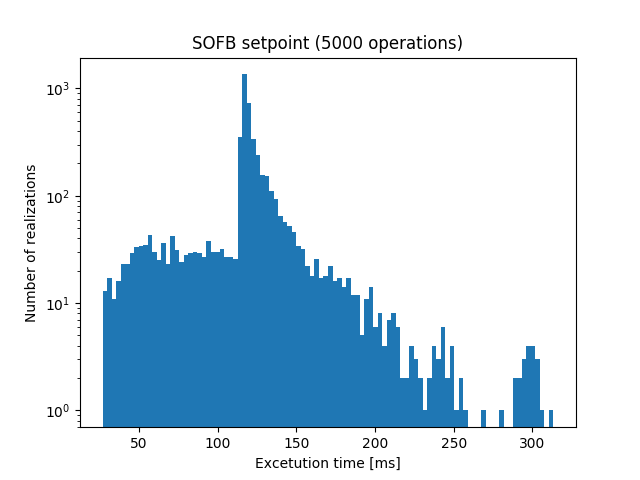 SOFB setpoint (5000 operations)
Number of realizations
10³
10²
10¹
10⁰
50 100 150 200 250 300
Excetution time [ms]